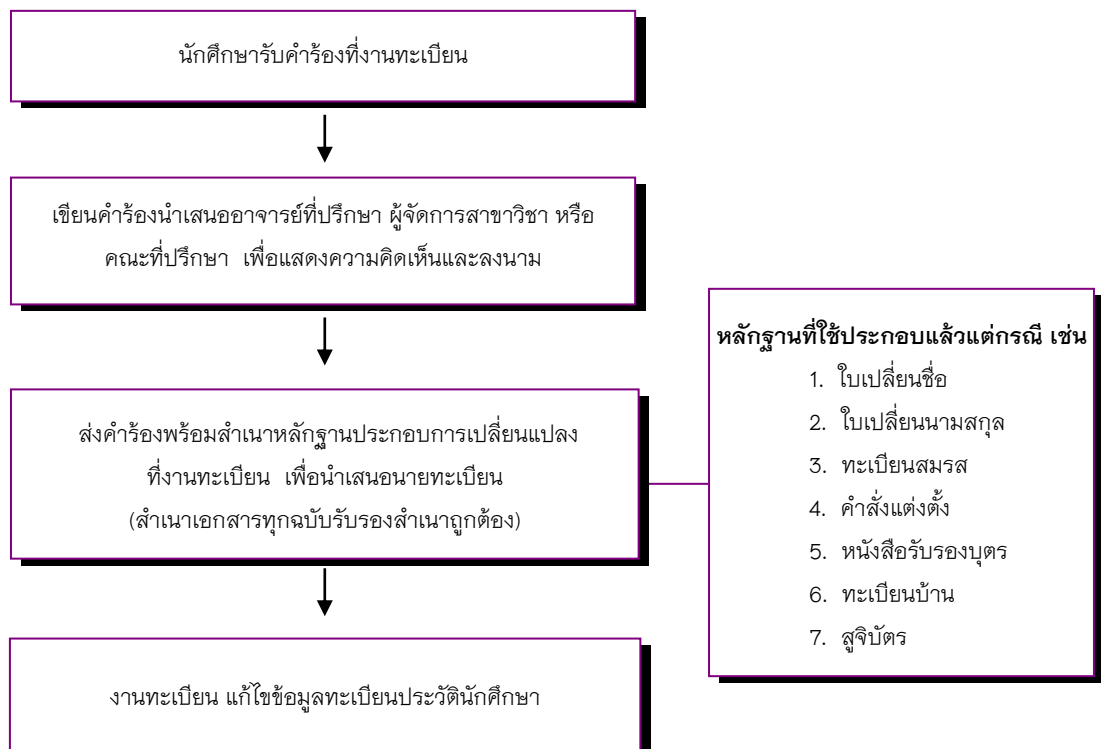 นักศึกษารับคำร้องที่งานทะเบียน
เขียนคำร้องนำเสนออาจารย์ที่ปรึกษา ผู้จัดการสาขาวิชา หรือ
คณะที่ปรึกษา เพื่อแสดงความคิดเห็นและลงนาม
ส่งคำร้องพร้อมสำเนาหลักฐานประกอบการเปลี่ยนแปลง
ที่งานทะเบียน เพื่อนำเสนอนายทะเบียน
(สำเนาเอกสารทุกฉบับรับรองสำเนาถูกต้อง)
หลักฐานที่ใช้ประกอบแล้วแต่กรณี เช่น
1. ใบเปลี่ยนชื่อ
2. ใบเปลี่ยนนามสกุล
3. ทะเบียนสมรส
4. คำสั่งแต่งตั้ง
5. หนังสือรับรองบุตร
6. ทะเบียนบ้าน
7. สูจิบัตร
งานทะเบียน แก้ไขข้อมูลทะเบียนประวัตินักศึกษา